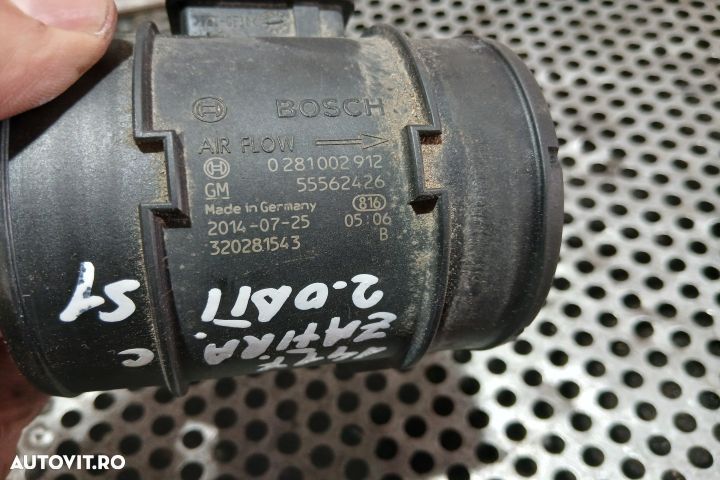 BOSCH
AIR FLOW
0 281 002 912
GM 55562426
Made in Germany 816
2014-07-25 05:06
320281543 B
ZAFIRA. C
2.0DTI S1
AUTOVIT.RO